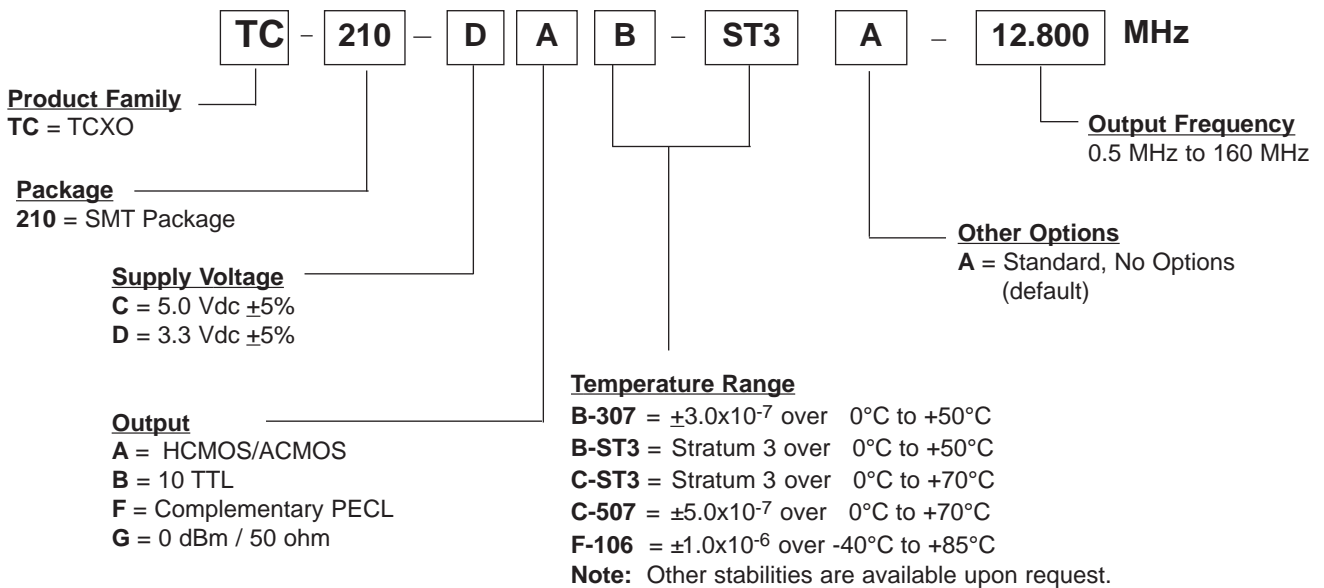 TC – 210 – D A B – ST3 A – 12.800 MHz
Product Family
TC = TCXO
Package
210 = SMT Package
Supply Voltage
C = 5.0 Vdc ±5%
D = 3.3 Vdc ±5%
Output
A = HCMOS/ACMOS
B = 10 TTL
F = Complementary PECL
G = 0 dBm / 50 ohm
Temperature Range
B-307 = ±3.0x10-7 over 0°C to +50°C
B-ST3 = Stratum 3 over 0°C to +50°C
C-ST3 = Stratum 3 over 0°C to +70°C
C-507 = ±5.0x10-7 over 0°C to +70°C
F-106 = ±1.0x10-6 over -40°C to +85°C
Note: Other stabilities are available upon request.
Other Options
A = Standard, No Options
(default)
Output Frequency
0.5 MHz to 160 MHz